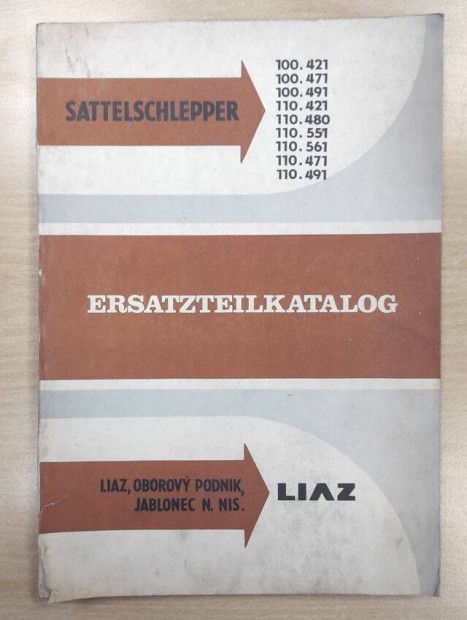 SATTELSCHLEPPER
100.421
100.471
100.491
110.421
110.480
110.551
110.561
110.471
110.491
ERSATZTEILKATALOG
LIAZ, OBOROVÝ PODNIK,
JABLONEC N. NIS.
LIAZ